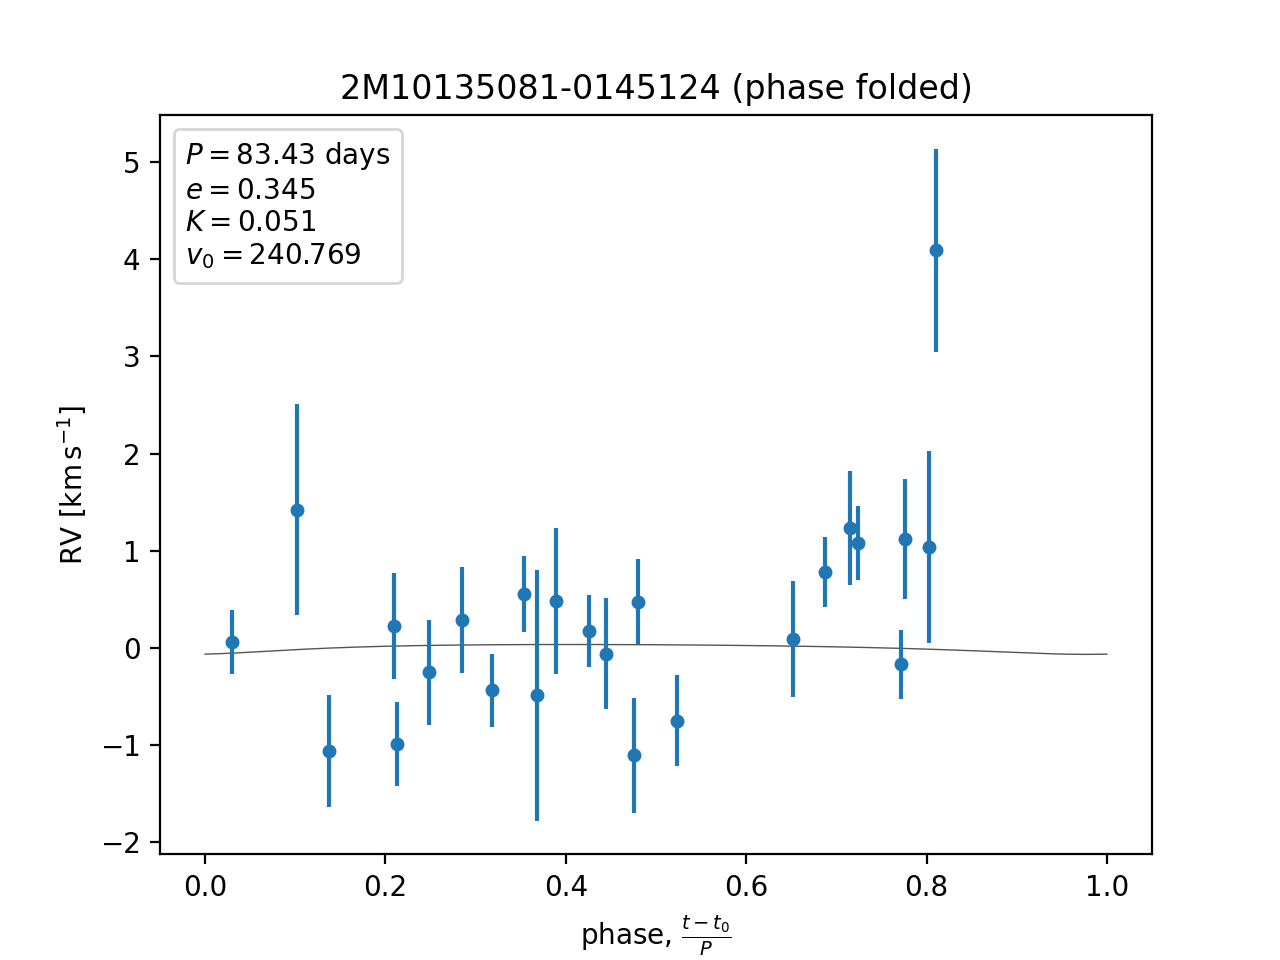 2M10135081-0145124 (phase folded)
P = 83.43 days
e = 0.345
K = 0.051
v₀ = 240.769
5
4
3
2
1
0
−1
−2
RV [km s⁻¹]
0.0 0.2 0.4 0.6 0.8 1.0
phase, (t − t₀)/P